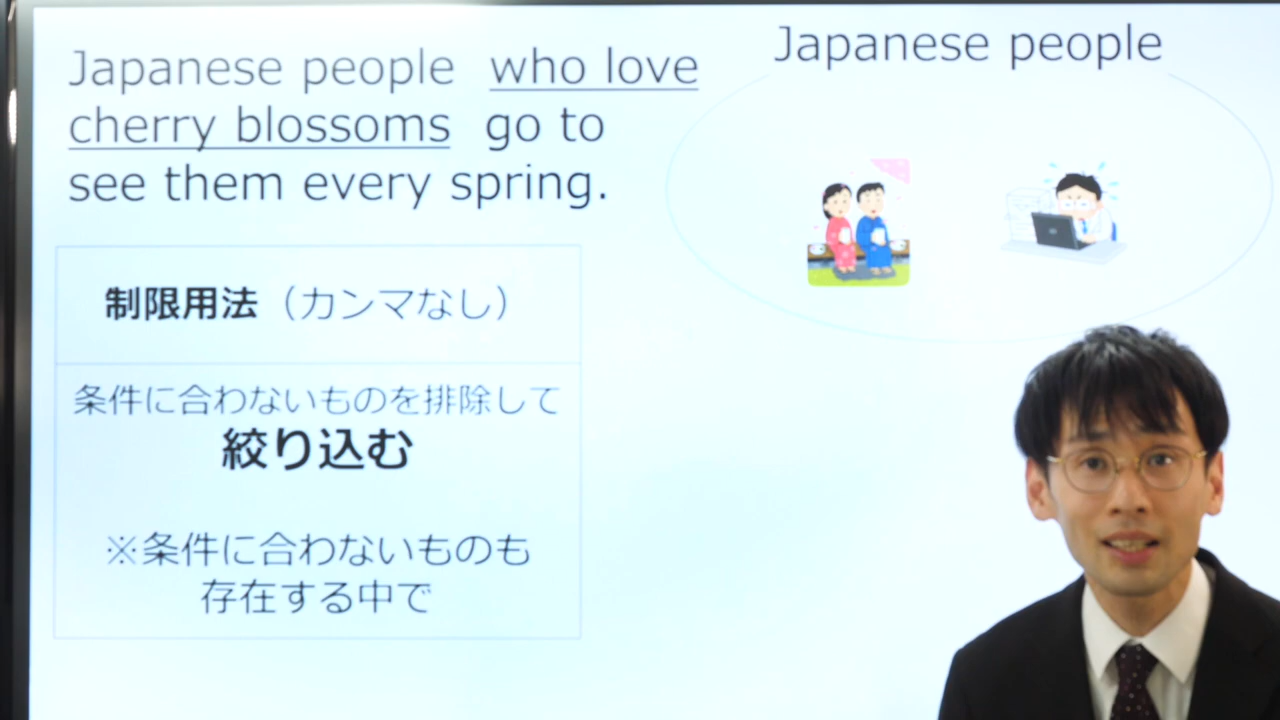 Japanese people who love
cherry blossoms go to
see them every spring.
Japanese people
制限用法（カンマなし）
条件に合わないものを排除して
絞り込む
※条件に合わないものも
存在する中で